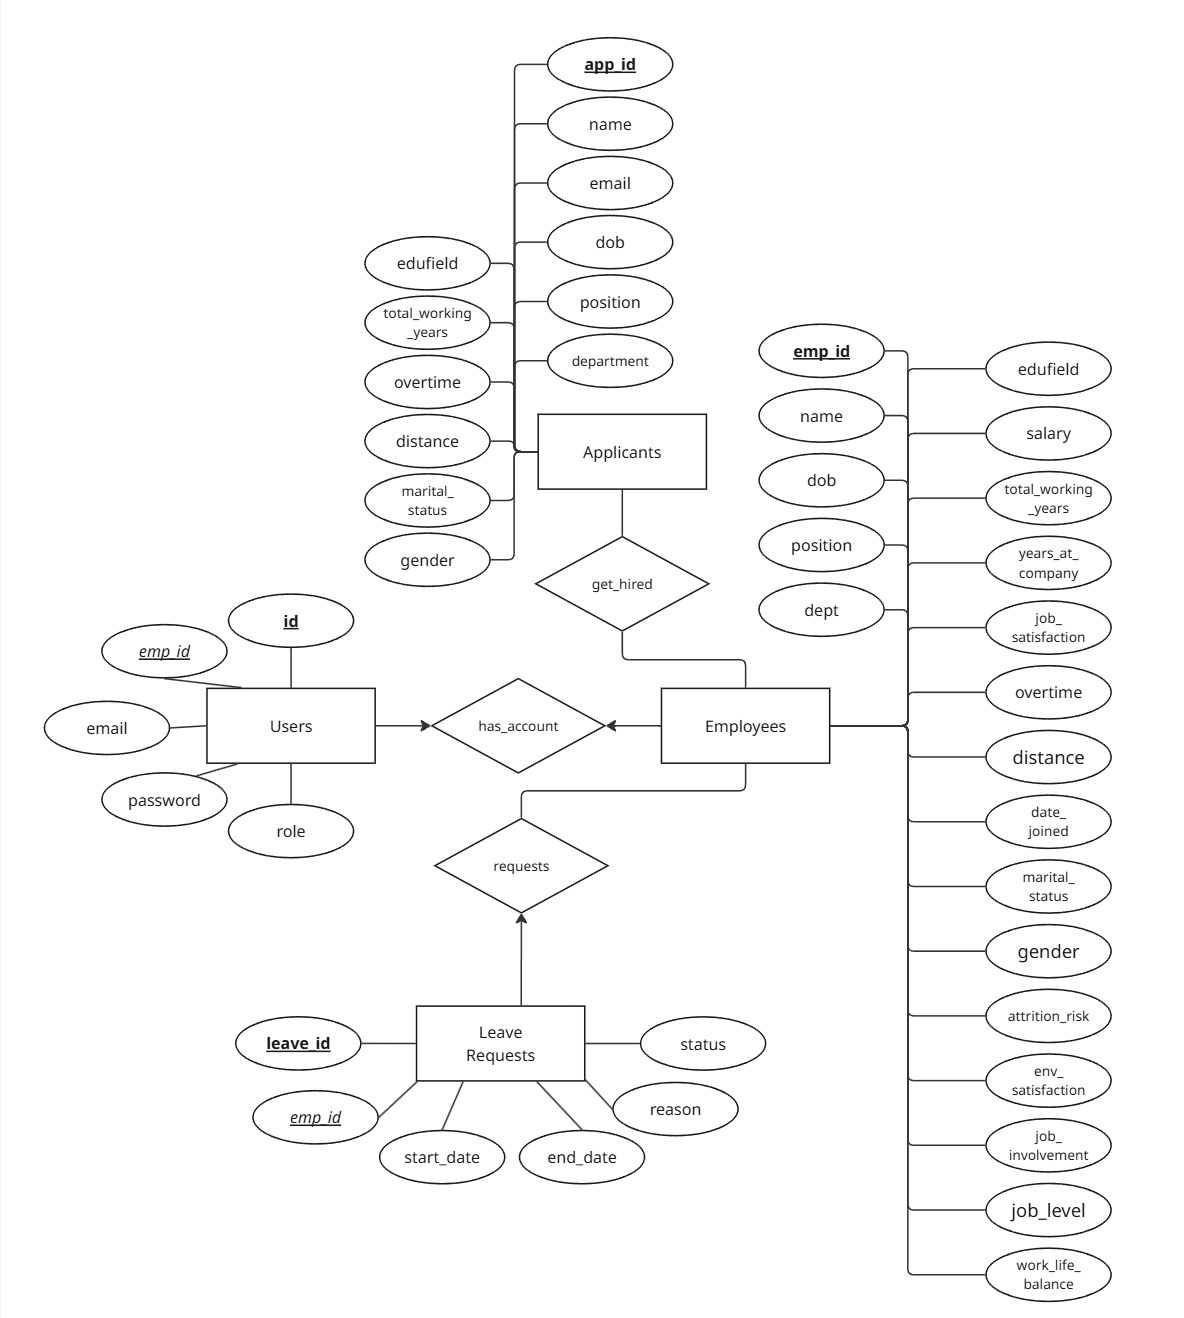 app_id
name
email
dob
position
department
edufield
total_working
_years
overtime
distance
marital_
status
gender
Applicants
get_hired
emp_id
name
dob
position
dept
edufield
salary
total_working
_years
years_at_
company
job_
satisfaction
overtime
distance
date_
joined
marital_
status
gender
attrition_risk
env_
satisfaction
job_
involvement
job_level
work_life_
balance
id
emp_id
email
password
role
Users
has_account
Employees
requests
Leave
Requests
leave_id
emp_id
start_date
end_date
reason
status